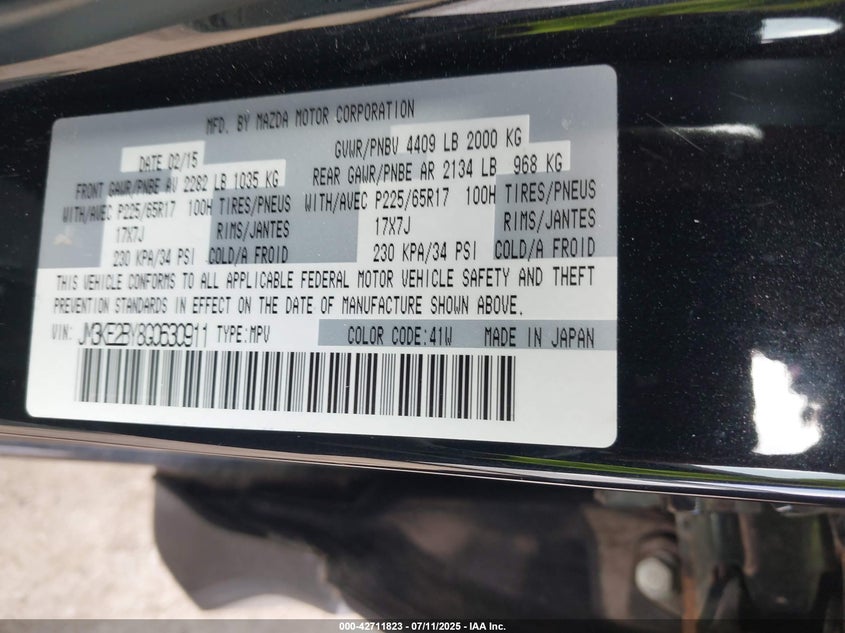 MFD. BY MAZDA MOTOR CORPORATION
DATE 02/15 GVWR/PNBV 4409 LB 2000 KG
FRONT GAWR/PNBE AV 2282 LB 1035 KG REAR GAWR/PNBE AR 2134 LB 968 KG
WITH/AVEC P225/65R17 100H TIRES/PNEUS WITH/AVEC P225/65R17 100H TIRES/PNEUS
17X7J RIMS/JANTES 17X7J RIMS/JANTES
230 KPA/34 PSI COLD/A FROID 230 KPA/34 PSI COLD/A FROID
THIS VEHICLE CONFORMS TO ALL APPLICABLE FEDERAL MOTOR VEHICLE SAFETY AND THEFT
PREVENTION STANDARDS IN EFFECT ON THE DATE OF MANUFACTURE SHOWN ABOVE.
VIN: JM3KE2BY8G0630911 TYPE:MPV COLOR CODE:41W MADE IN JAPAN
000-42711823 - 07/11/2025 - IAA Inc.